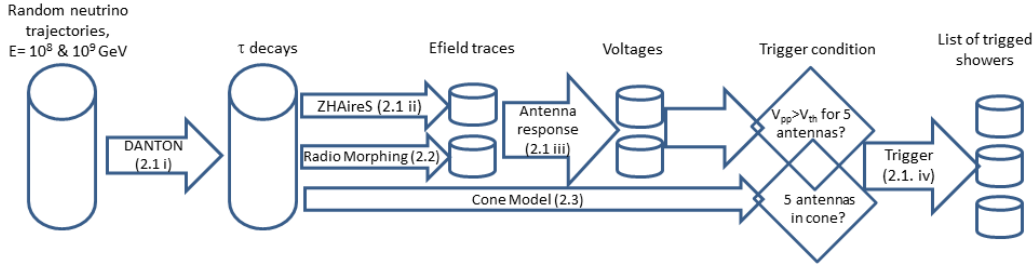 Random neutrino
trajectories,
E= 10⁸ & 10⁹ GeV
τ decays
Efield traces
Voltages
Trigger condition
List of trigged
showers
DANTON
(2.1 i)
ZHAireS (2.1 ii)
Radio Morphing (2.2)
Cone Model (2.3)
Antenna
response
(2.1 iii)
Vpp>Vth for 5
antennas?
5 antennas
in cone?
Trigger
(2.1. iv)